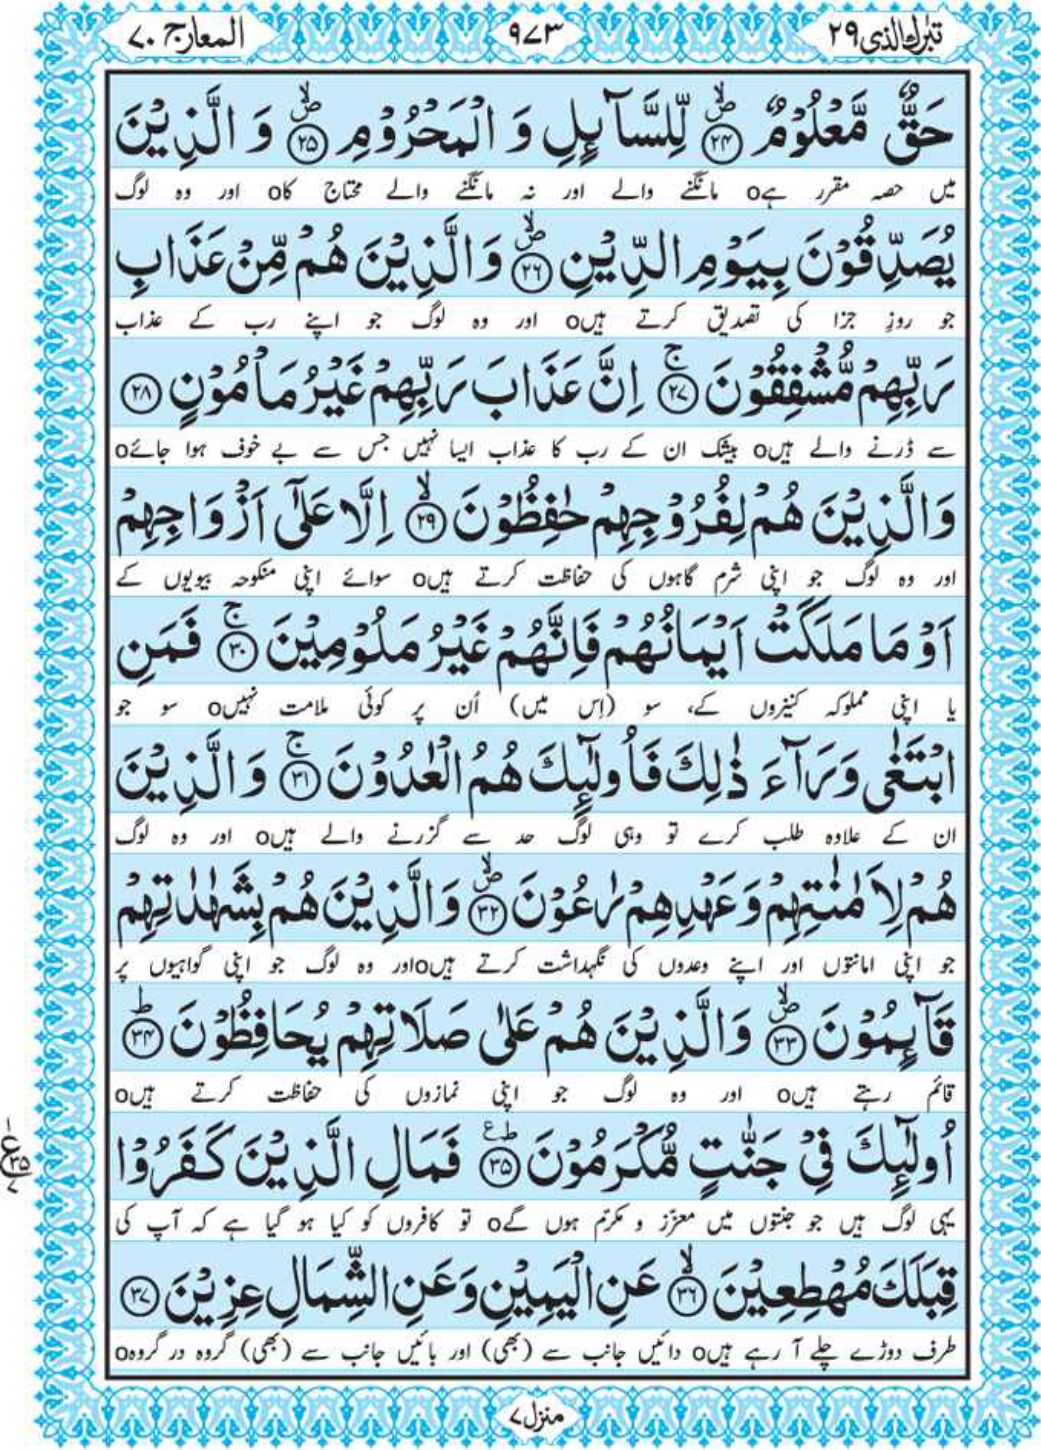 تبٰرك الذی ۲۹
۹۷۳
المعارج ۷۰
حَقٌّ مَّعْلُوْمٌ ﴿۲۴﴾۪ۙ لِّلسَّآىِٕلِ وَ الْمَحْرُوْمِ ﴿۲۵﴾۪ۙ وَ الَّذِیْنَ
میں حصہ مقرر ہےo مانگنے والے اور نہ مانگنے والے محتاج کاo اور وہ لوگ
یُصَدِّقُوْنَ بِیَوْمِ الدِّیْنِ ﴿۲۶﴾۪ۙ وَالَّذِیْنَ هُمْ مِّنْ عَذَابِ
جو روزِ جزا کی تصدیق کرتے ہیںo اور وہ لوگ جو اپنے رب کے عذاب
رَبِّهِمْ مُّشْفِقُوْنَ ﴿۲۷﴾ۚ اِنَّ عَذَابَ رَبِّهِمْ غَیْرُ مَاْمُوْنٍ ﴿۲۸﴾
سے ڈرنے والے ہیںo بیشک ان کے رب کا عذاب ایسا نہیں جس سے بے خوف ہوا جائےo
وَالَّذِیْنَ هُمْ لِفُرُوْجِهِمْ حٰفِظُوْنَ ﴿۲۹﴾ۙ اِلَّا عَلٰۤی اَزْوَاجِهِمْ
اور وہ لوگ جو اپنی شرم گاہوں کی حفاظت کرتے ہیںo سوائے اپنی منکوحہ بیویوں کے
اَوْ مَا مَلَكَتْ اَیْمَانُهُمْ فَاِنَّهُمْ غَیْرُ مَلُوْمِیْنَ ﴿۳۰﴾ۚ فَمَنِ
یا اپنی مملوکہ کنیزوں کے، سو (اِس میں) اُن پر کوئی ملامت نہیںo سو جو
ابْتَغٰی وَرَآءَ ذٰلِكَ فَاُولٰٓىِٕكَ هُمُ الْعٰدُوْنَ ﴿۳۱﴾ۚ وَالَّذِیْنَ
ان کے علاوہ طلب کرے تو وہی لوگ حد سے گزرنے والے ہیںo اور وہ لوگ
هُمْ لِاَمٰنٰتِهِمْ وَعَهْدِهِمْ رٰعُوْنَ ﴿۳۲﴾۪ۙ وَالَّذِیْنَ هُمْ بِشَهٰدٰتِهِمْ
جو اپنی امانتوں اور اپنے وعدوں کی نگہداشت کرتے ہیںoاور وہ لوگ جو اپنی گواہیوں پر
قَآىِٕمُوْنَ ﴿۳۳﴾۪ۙ وَالَّذِیْنَ هُمْ عَلٰی صَلَاتِهِمْ یُحَافِظُوْنَ ﴿۳۴﴾ؕ
قائم رہتے ہیںo اور وہ لوگ جو اپنی نمازوں کی حفاظت کرتے ہیںo
اُولٰٓىِٕكَ فِیْ جَنّٰتٍ مُّكْرَمُوْنَ ﴿۳۵﴾ؕع فَمَالِ الَّذِیْنَ كَفَرُوْا
یہی لوگ ہیں جو جنتوں میں معزّز و مکرّم ہوں گےo تو کافروں کو کیا ہو گیا ہے کہ آپ کی
قِبَلَكَ مُهْطِعِیْنَ ﴿۳۶﴾ۙ عَنِ الْیَمِیْنِ وَعَنِ الشِّمَالِ عِزِیْنَ ﴿۳۷﴾
طرف دوڑے چلے آ رہے ہیںo دائیں جانب سے (بھی) اور بائیں جانب سے (بھی) گروہ در گروہo
منزل ۷
ع ۳۵ ۷